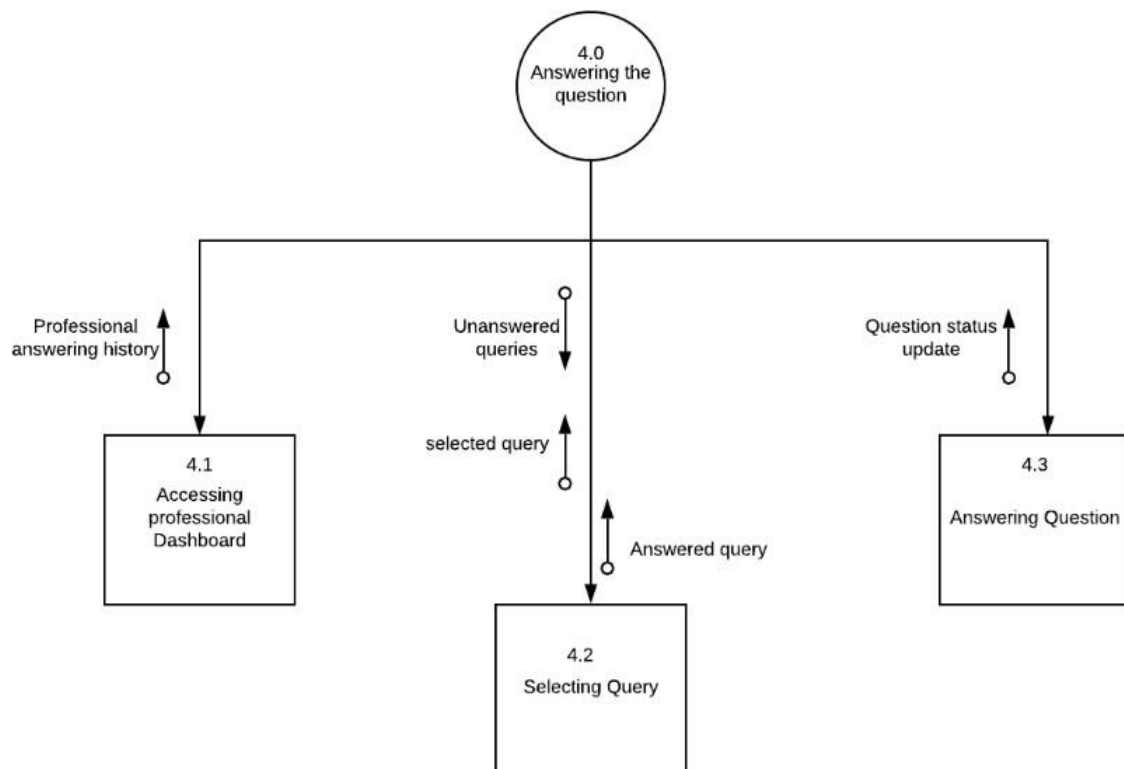 4.0
Answering the
question
Professional
answering history
Unanswered
queries
Question status
update
selected query
4.1
Accessing
professional
Dashboard
4.3
Answering Question
Answered query
4.2
Selecting Query